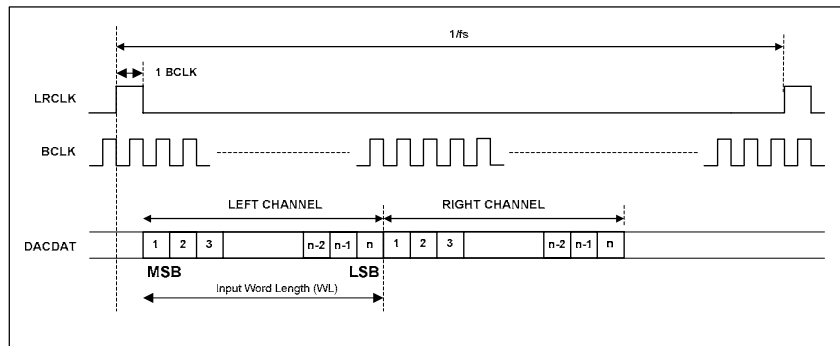 1/fs
1 BCLK
LRCLK
BCLK
LEFT CHANNEL RIGHT CHANNEL
DACDAT 1 2 3 n-2 n-1 n 1 2 3 n-2 n-1 n
MSB LSB
Input Word Length (WL)